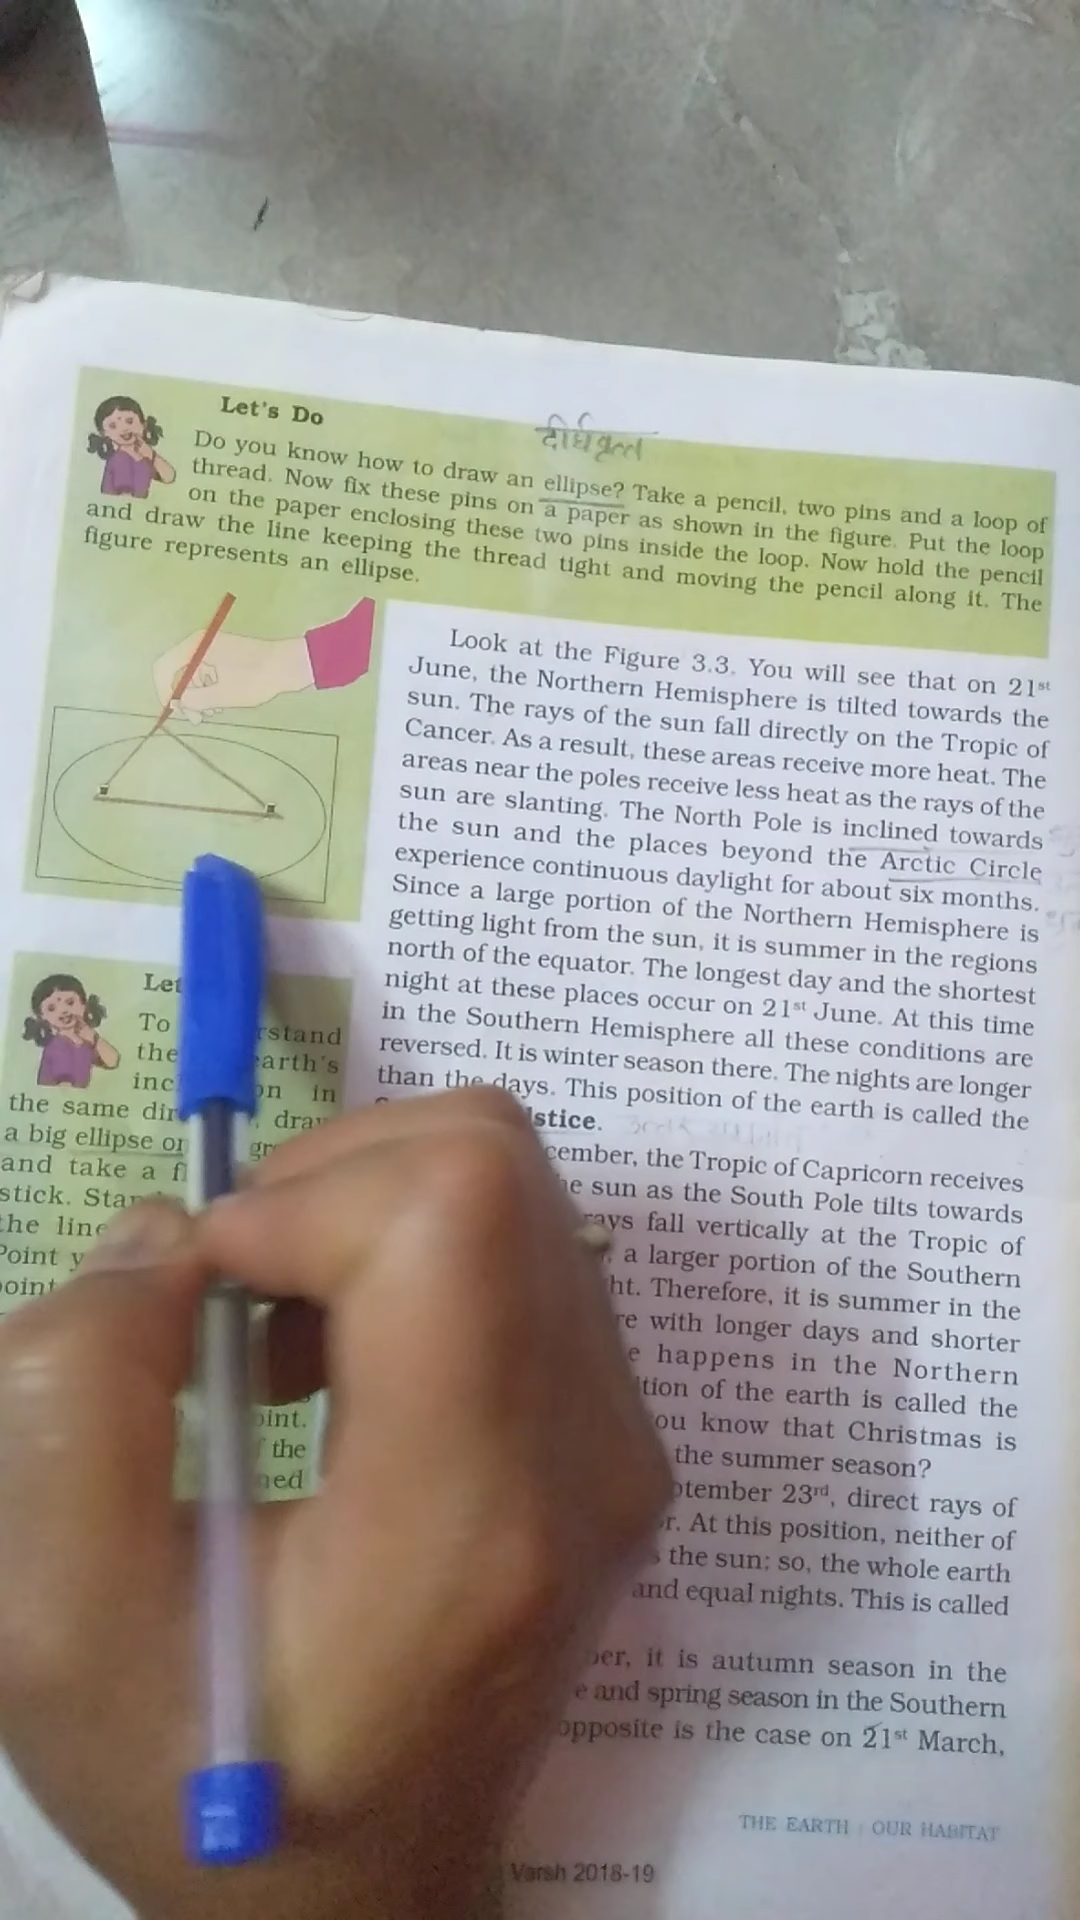 Let's Do
दीर्घवृत्त
Do you know how to draw an ellipse? Take a pencil, two pins and a loop of
thread. Now fix these pins on a paper as shown in the figure. Put the loop
on the paper enclosing these two pins inside the loop. Now hold the pencil
and draw the line keeping the thread tight and moving the pencil along it. The
figure represents an ellipse.
Look at the Figure 3.3. You will see that on 21st
June, the Northern Hemisphere is tilted towards the
sun. The rays of the sun fall directly on the Tropic of
Cancer. As a result, these areas receive more heat. The
areas near the poles receive less heat as the rays of the
sun are slanting. The North Pole is inclined towards
the sun and the places beyond the Arctic Circle
experience continuous daylight for about six months.
Since a large portion of the Northern Hemisphere is
getting light from the sun, it is summer in the regions
north of the equator. The longest day and the shortest
night at these places occur on 21st June. At this time
in the Southern Hemisphere all these conditions are
reversed. It is winter season there. The nights are longer
than the days. This position of the earth is called the
stice.
cember, the Tropic of Capricorn receives
sun as the South Pole tilts towards
rays fall vertically at the Tropic of
a larger portion of the Southern
ht. Therefore, it is summer in the
re with longer days and shorter
e happens in the Northern
tion of the earth is called the
ou know that Christmas is
the summer season?
ptember 23rd, direct rays of
r. At this position, neither of
the sun; so, the whole earth
and equal nights. This is called
ber, it is autumn season in the
e and spring season in the Southern
opposite is the case on 21st March,
Let
To rstand
the earth's
inc on in
the same dir , draw
a big ellipse on gr
and take a fl
stick. Stan
the line
Point y
point
oint.
f the
ned
THE EARTH : OUR HABITAT
Varsh 2018-19